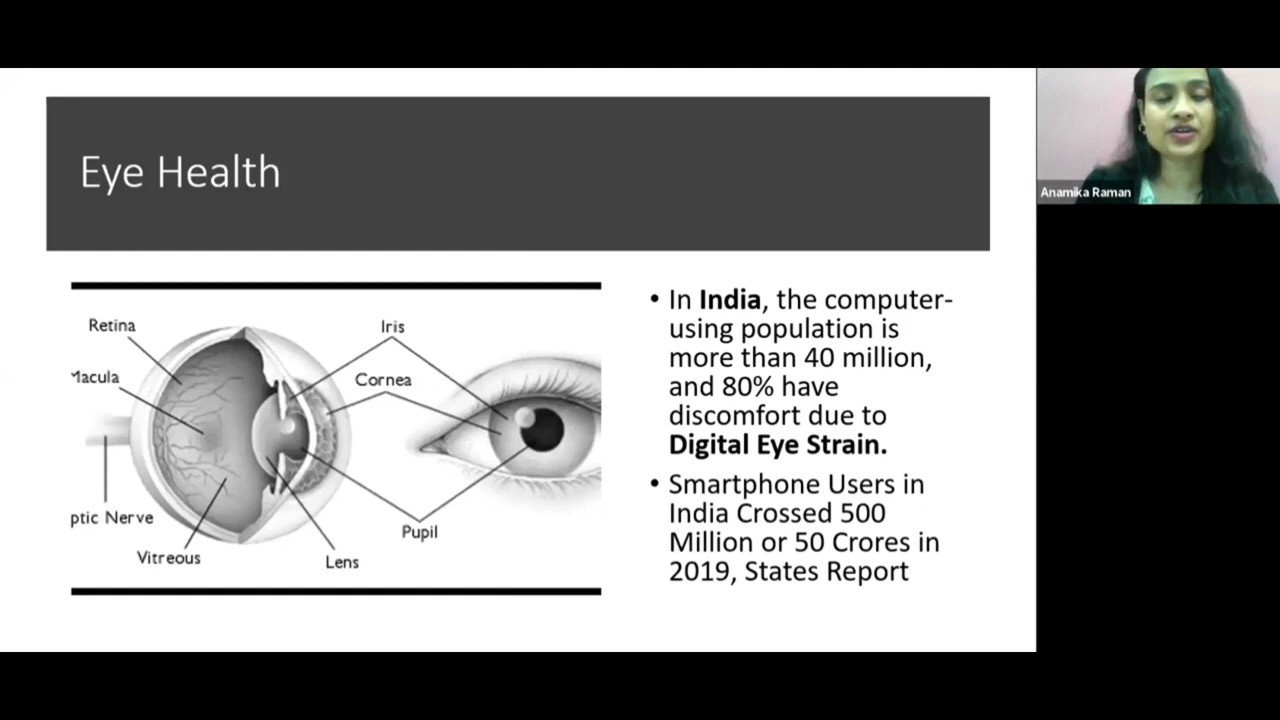 Eye Health
Anamika Raman
Retina
Macula
ptic Nerve
Vitreous
Lens
Iris
Cornea
Pupil
• In India, the computer-
using population is
more than 40 million,
and 80% have
discomfort due to
Digital Eye Strain.
• Smartphone Users in
India Crossed 500
Million or 50 Crores in
2019, States Report